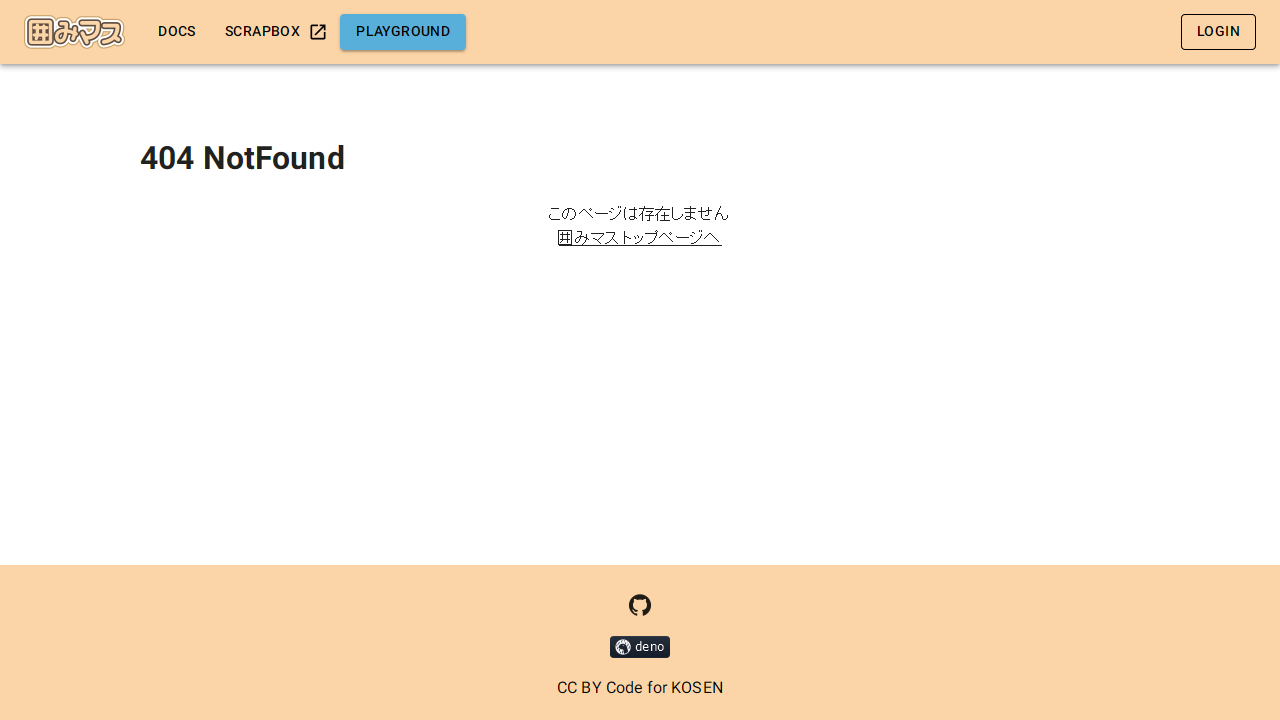 囲みマス
DOCS
SCRAPBOX
PLAYGROUND
LOGIN
404 NotFound
このページは存在しません
囲みマストップページへ
deno
CC BY Code for KOSEN